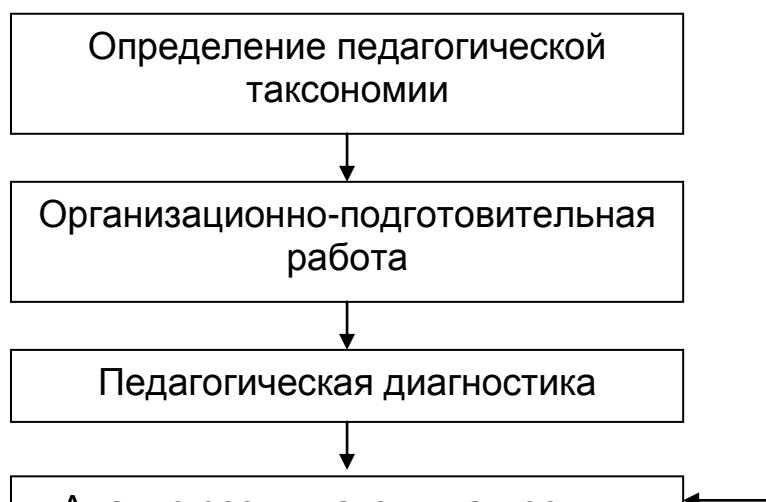 Определение педагогической
таксономии
Организационно-подготовительная
работа
Педагогическая диагностика